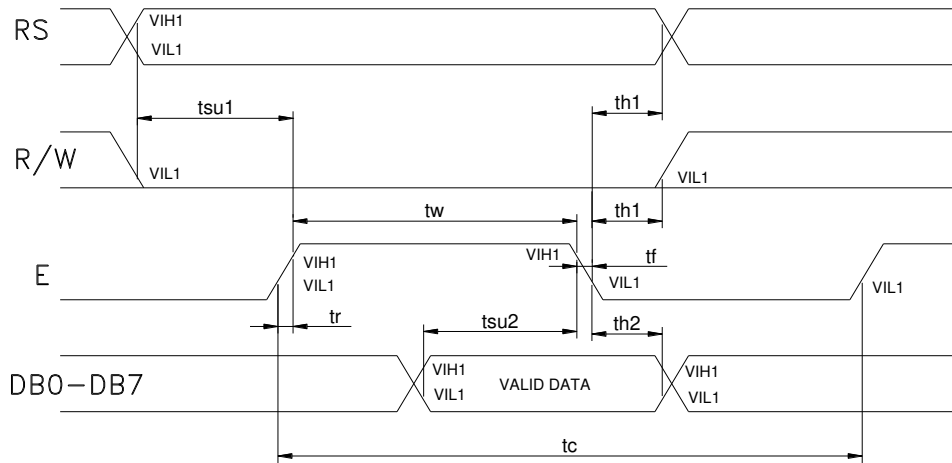 RS
VIH1
VIL1
tsu1
th1
R/W
VIL1
VIL1
tw
th1
E
VIH1
VIL1
VIH1
tf
VIL1
VIL1
tr
tsu2
th2
DB0-DB7
VIH1
VIL1
VALID DATA
VIH1
VIL1
tc